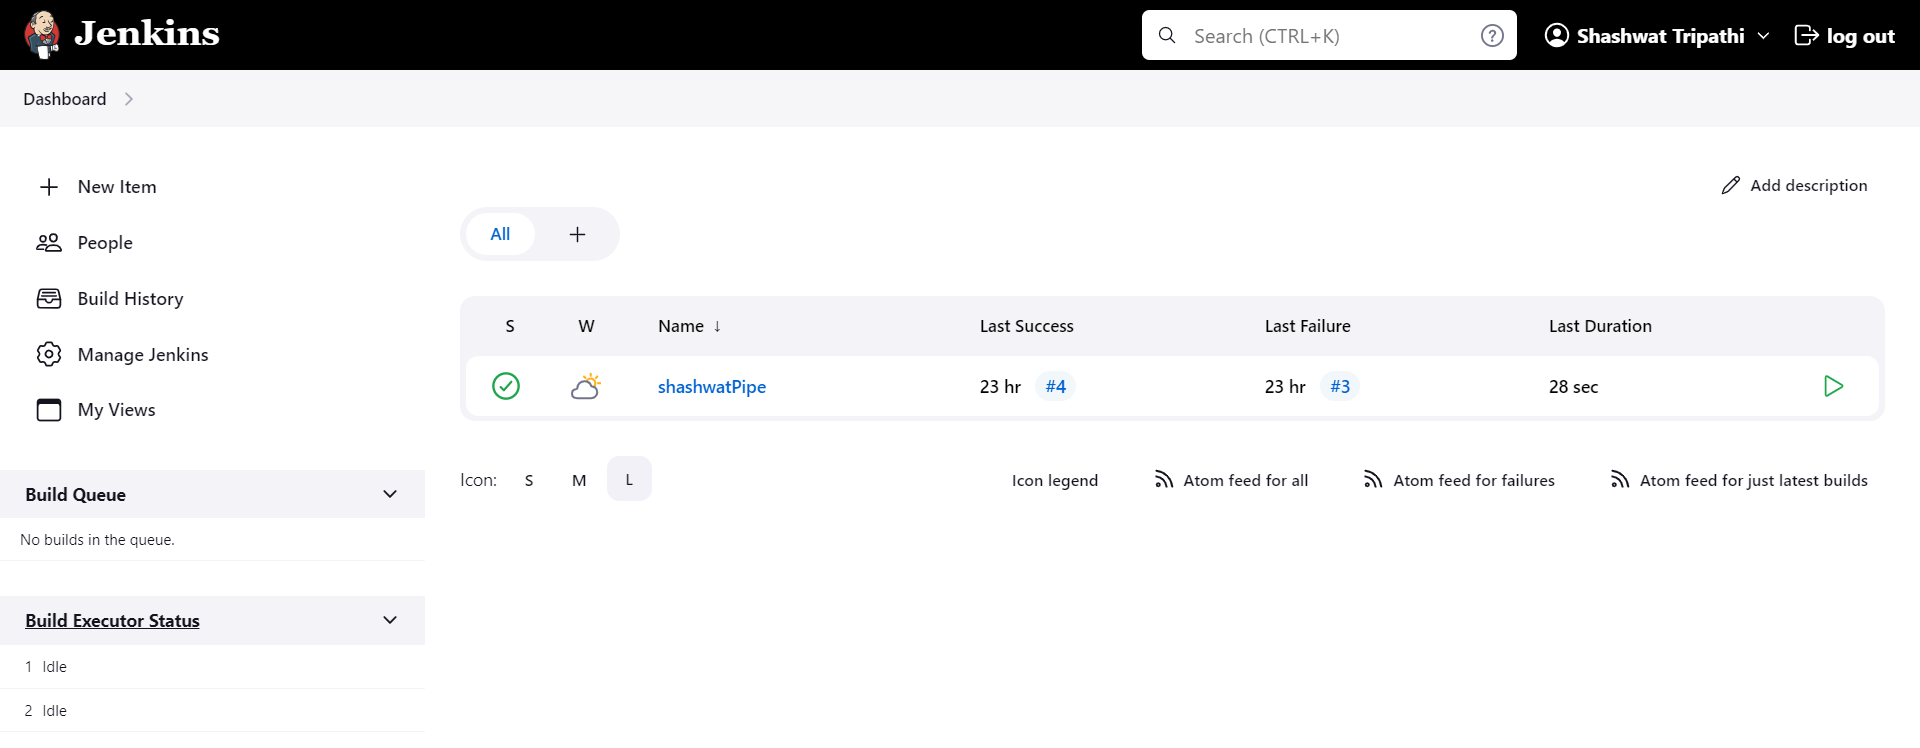 Jenkins
Search (CTRL+K)
Shashwat Tripathi
log out
Dashboard
New Item
People
Build History
Manage Jenkins
My Views
Build Queue
No builds in the queue.
Build Executor Status
1 Idle
2 Idle
Add description
All
S W Name ↓ Last Success Last Failure Last Duration
shashwatPipe 23 hr #4 23 hr #3 28 sec
Icon: S M L
Icon legend
Atom feed for all
Atom feed for failures
Atom feed for just latest builds